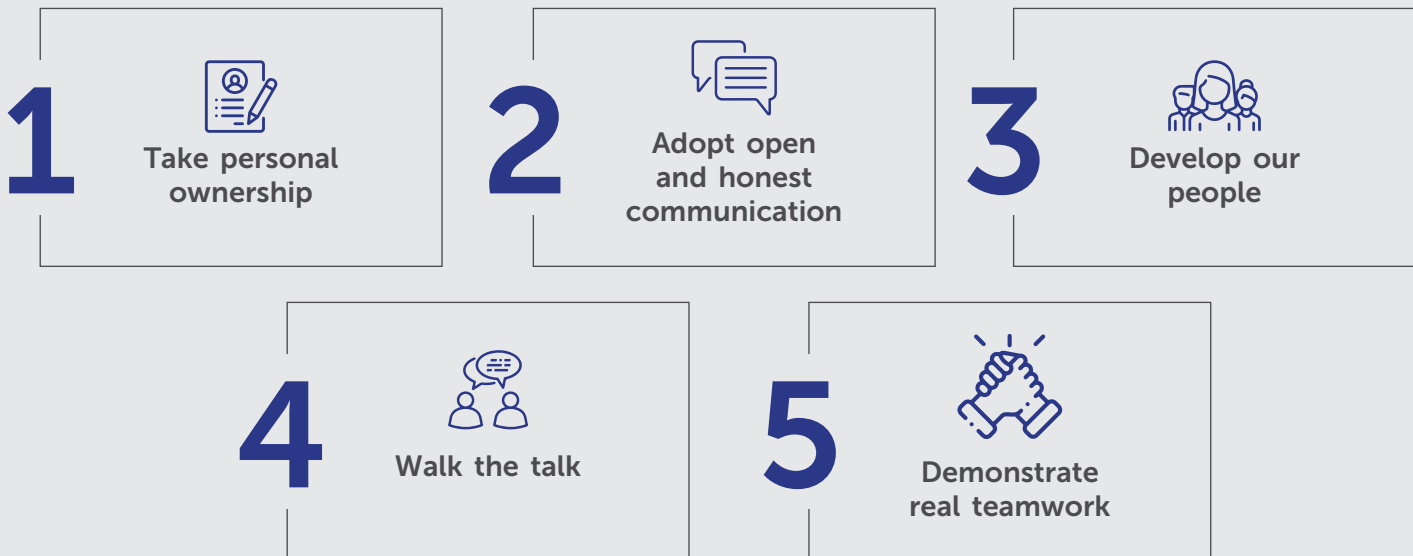 1
Take personal
ownership
2
Adopt open
and honest
communication
3
Develop our
people
4
Walk the talk
5
Demonstrate
real teamwork